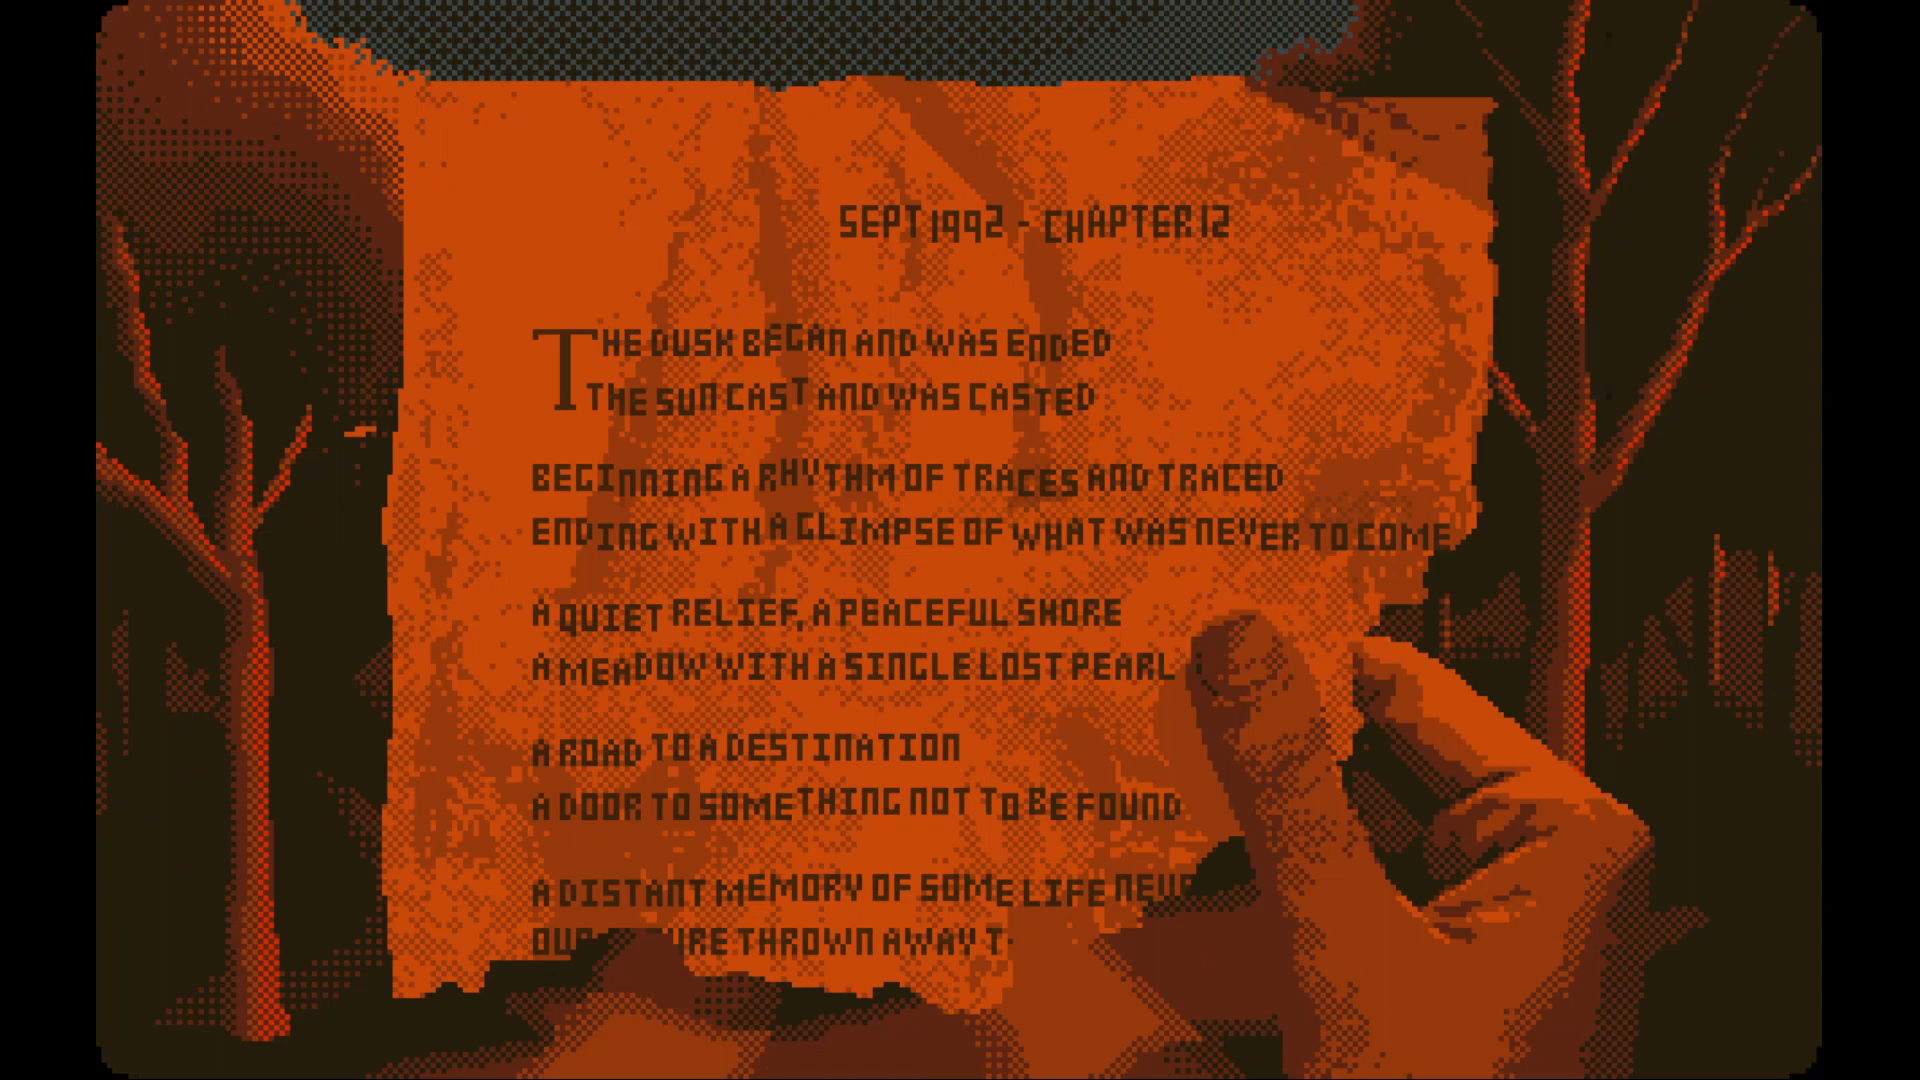 SEPT 1992 - CHAPTER 12
THE DUSK BEGAN AND WAS ENDED
THE SUN CAST AND WAS CASTED
BEGINNING A RHYTHM OF TRACES AND TRACED
ENDING WITH A GLIMPSE OF WHAT WAS NEVER TO COME
A QUIET RELIEF, A PEACEFUL SHORE
A MEADOW WITH A SINGLE LOST PEARL
A ROAD TO A DESTINATION
A DOOR TO SOMETHING NOT TO BE FOUND
A DISTANT MEMORY OF SOME LIFE
THROWN AWAY